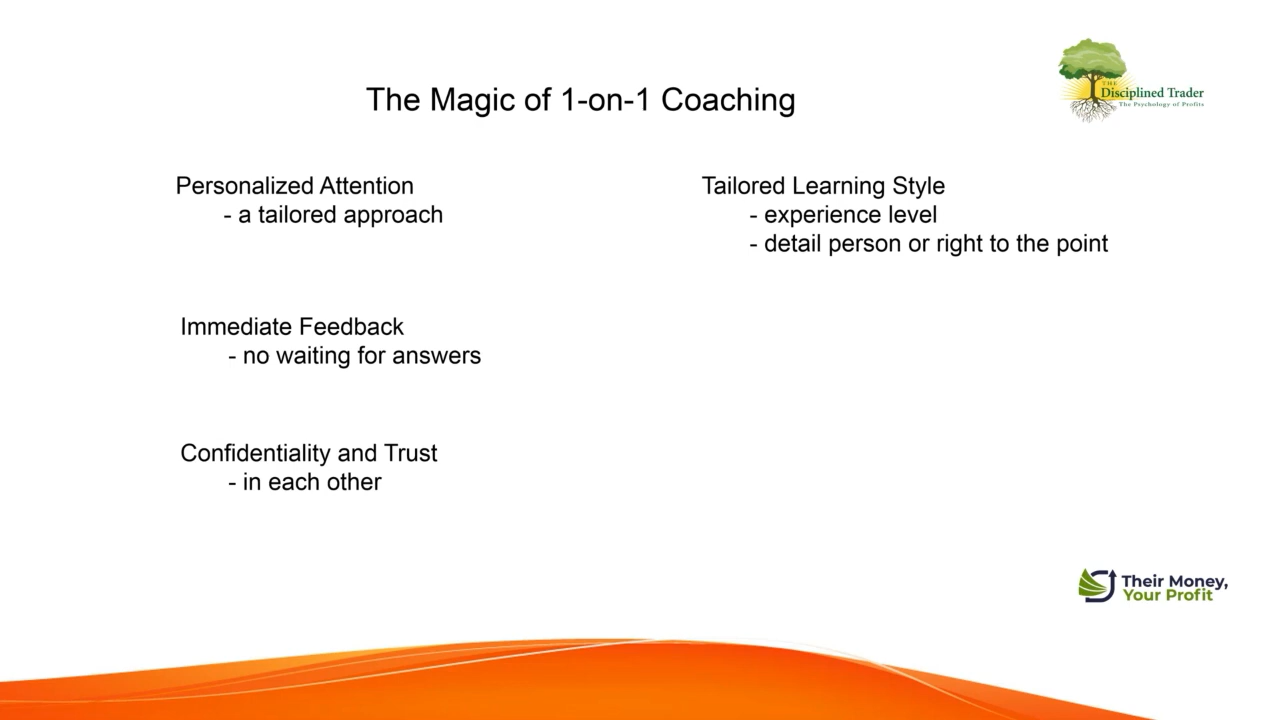 The Magic of 1-on-1 Coaching
THE
Disciplined Trader
The Psychology of Profits
Personalized Attention
- a tailored approach
Immediate Feedback
- no waiting for answers
Confidentiality and Trust
- in each other
Tailored Learning Style
- experience level
- detail person or right to the point
Their Money,
Your Profit